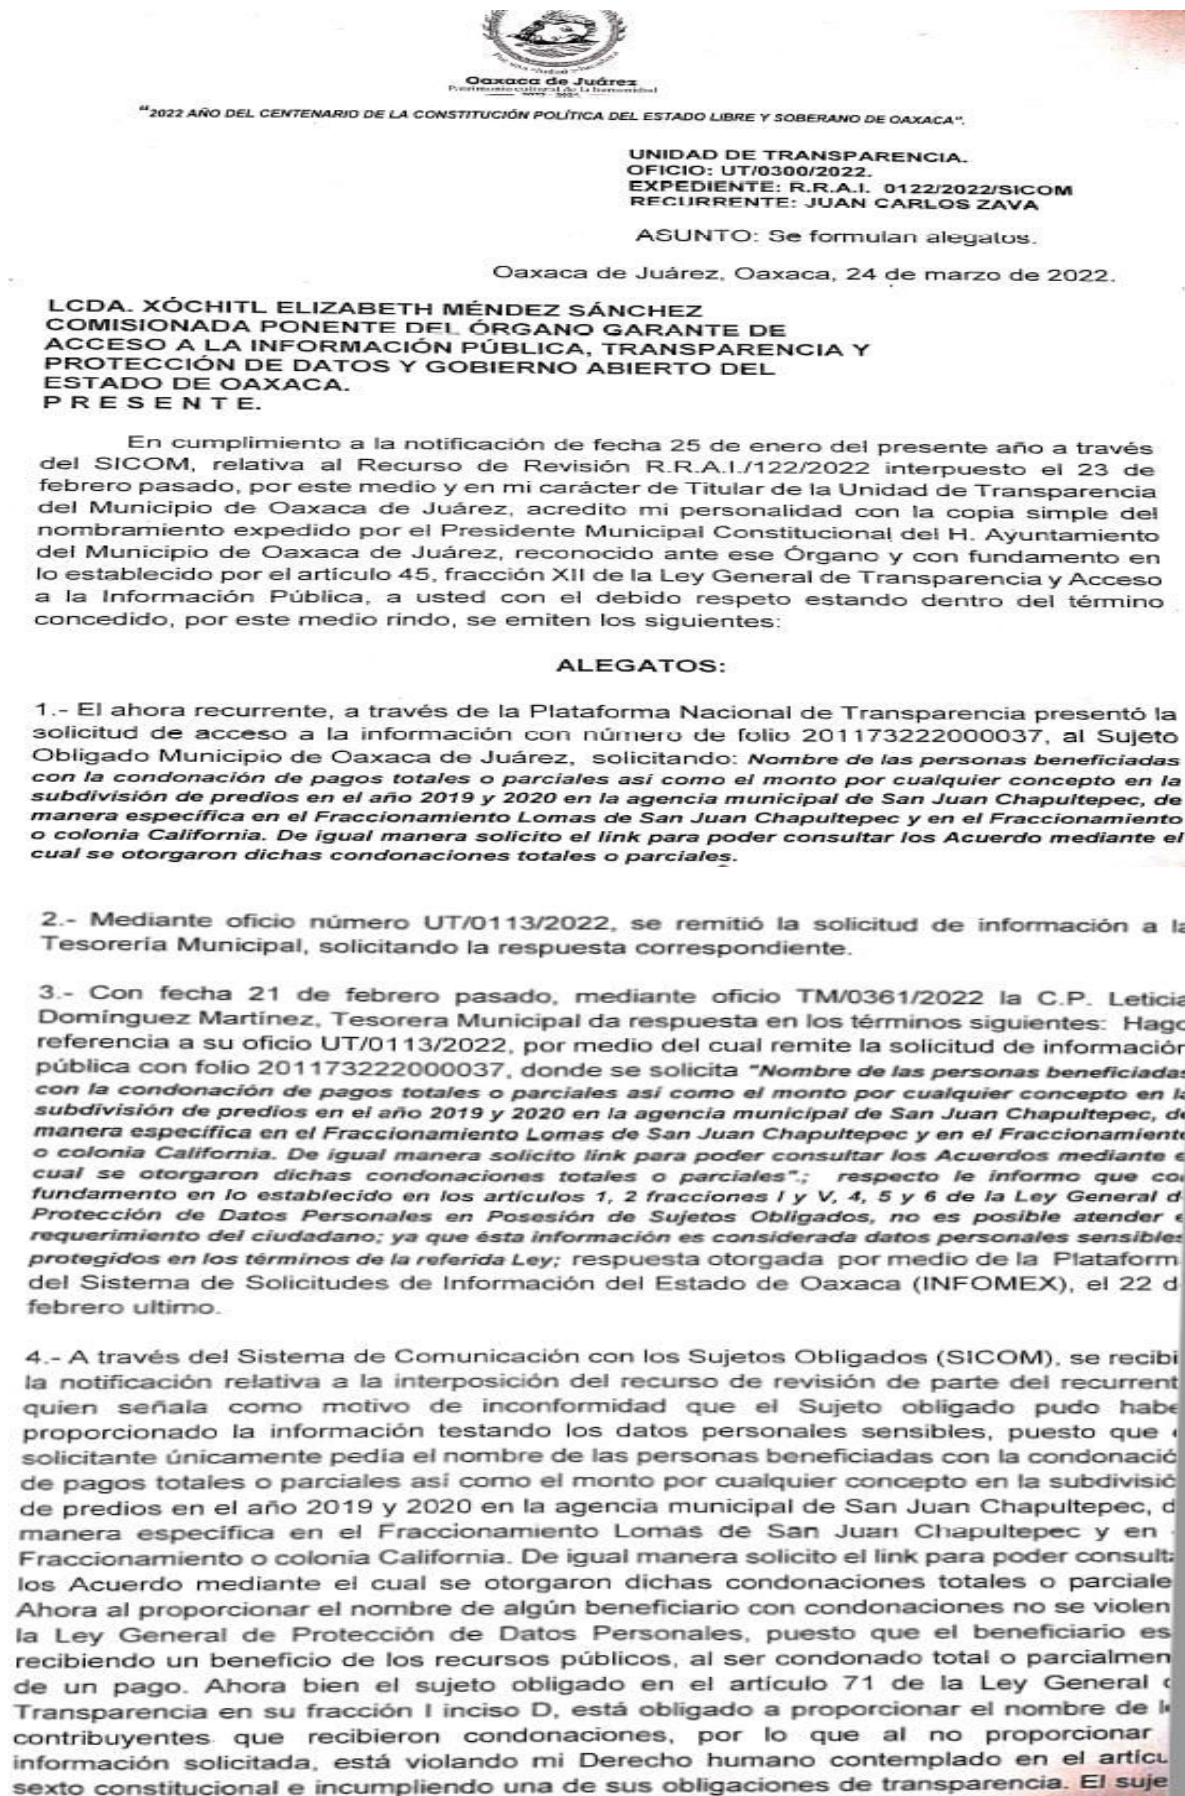 Oaxaca de Juárez
Patrimonio cultural de la humanidad
"2022 AÑO DEL CENTENARIO DE LA CONSTITUCIÓN POLÍTICA DEL ESTADO LIBRE Y SOBERANO DE OAXACA".
UNIDAD DE TRANSPARENCIA.
OFICIO: UT/0300/2022.
EXPEDIENTE: R.R.A.I. 0122/2022/SICOM
RECURRENTE: JUAN CARLOS ZAVA
ASUNTO: Se formulan alegatos.
Oaxaca de Juárez, Oaxaca, 24 de marzo de 2022.
LCDA. XÓCHITL ELIZABETH MÉNDEZ SÁNCHEZ
COMISIONADA PONENTE DEL ÓRGANO GARANTE DE
ACCESO A LA INFORMACIÓN PÚBLICA, TRANSPARENCIA Y
PROTECCIÓN DE DATOS Y GOBIERNO ABIERTO DEL
ESTADO DE OAXACA.
P R E S E N T E.
En cumplimiento a la notificación de fecha 25 de enero del presente año a través
del SICOM, relativa al Recurso de Revisión R.R.A.I./122/2022 interpuesto el 23 de
febrero pasado, por este medio y en mi carácter de Titular de la Unidad de Transparencia
del Municipio de Oaxaca de Juárez, acredito mi personalidad con la copia simple del
nombramiento expedido por el Presidente Municipal Constitucional del H. Ayuntamiento
del Municipio de Oaxaca de Juárez, reconocido ante ese Órgano y con fundamento en
lo establecido por el artículo 45, fracción XII de la Ley General de Transparencia y Acceso
a la Información Pública, a usted con el debido respeto estando dentro del término
concedido, por este medio rindo, se emiten los siguientes:
ALEGATOS:
1.- El ahora recurrente, a través de la Plataforma Nacional de Transparencia presentó la
solicitud de acceso a la información con número de folio 201173222000037, al Sujeto
Obligado Municipio de Oaxaca de Juárez, solicitando: Nombre de las personas beneficiadas
con la condonación de pagos totales o parciales así como el monto por cualquier concepto en la
subdivisión de predios en el año 2019 y 2020 en la agencia municipal de San Juan Chapultepec, de
manera específica en el Fraccionamiento Lomas de San Juan Chapultepec y en el Fraccionamiento
o colonia California. De igual manera solicito el link para poder consultar los Acuerdo mediante el
cual se otorgaron dichas condonaciones totales o parciales.
2.- Mediante oficio número UT/0113/2022, se remitió la solicitud de información a la
Tesorería Municipal, solicitando la respuesta correspondiente.
3.- Con fecha 21 de febrero pasado, mediante oficio TM/0361/2022 la C.P. Leticia
Domínguez Martínez, Tesorera Municipal da respuesta en los términos siguientes: Hago
referencia a su oficio UT/0113/2022, por medio del cual remite la solicitud de información
pública con folio 201173222000037, donde se solicita "Nombre de las personas beneficiadas
con la condonación de pagos totales o parciales así como el monto por cualquier concepto en la
subdivisión de predios en el año 2019 y 2020 en la agencia municipal de San Juan Chapultepec, de
manera específica en el Fraccionamiento Lomas de San Juan Chapultepec y en el Fraccionamiento
o colonia California. De igual manera solicito link para poder consultar los Acuerdos mediante e
cual se otorgaron dichas condonaciones totales o parciales".; respecto le informo que co
fundamento en lo establecido en los artículos 1, 2 fracciones I y V, 4, 5 y 6 de la Ley General d
Protección de Datos Personales en Posesión de Sujetos Obligados, no es posible atender e
requerimiento del ciudadano; ya que ésta información es considerada datos personales sensibles
protegidos en los términos de la referida Ley; respuesta otorgada por medio de la Plataform
del Sistema de Solicitudes de Información del Estado de Oaxaca (INFOMEX), el 22 d
febrero ultimo.
4.- A través del Sistema de Comunicación con los Sujetos Obligados (SICOM), se recibi
la notificación relativa a la interposición del recurso de revisión de parte del recurrent
quien señala como motivo de inconformidad que el Sujeto obligado pudo habe
proporcionado la información testando los datos personales sensibles, puesto que e
solicitante únicamente pedía el nombre de las personas beneficiadas con la condonació
de pagos totales o parciales así como el monto por cualquier concepto en la subdivisió
de predios en el año 2019 y 2020 en la agencia municipal de San Juan Chapultepec, d
manera específica en el Fraccionamiento Lomas de San Juan Chapultepec y en
Fraccionamiento o colonia California. De igual manera solicito el link para poder consulta
los Acuerdo mediante el cual se otorgaron dichas condonaciones totales o parciale
Ahora al proporcionar el nombre de algún beneficiario con condonaciones no se violen
la Ley General de Protección de Datos Personales, puesto que el beneficiario es
recibiendo un beneficio de los recursos públicos, al ser condonado total o parcialmen
de un pago. Ahora bien el sujeto obligado en el artículo 71 de la Ley General d
Transparencia en su fracción I inciso D, está obligado a proporcionar el nombre de l
contribuyentes que recibieron condonaciones, por lo que al no proporcionar
información solicitada, está violando mi Derecho humano contemplado en el artícu
sexto constitucional e incumpliendo una de sus obligaciones de transparencia. El suje